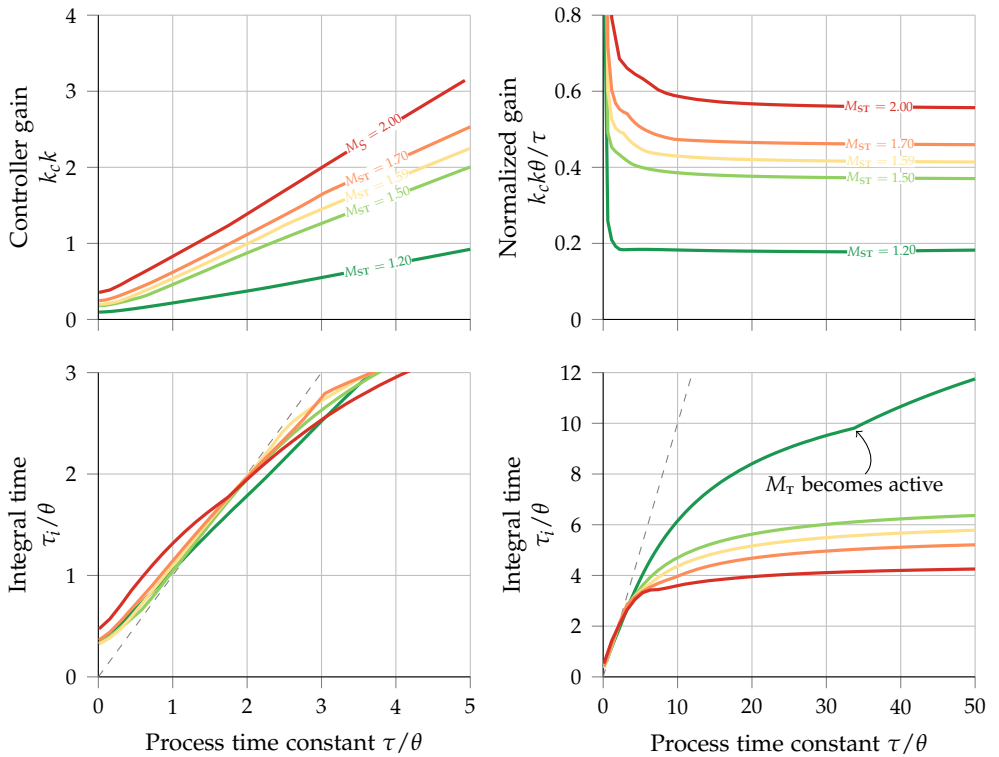 4
3
2
1
0
Controller gain
k_c k
M_S = 2.00
M_ST = 1.70
M_ST = 1.59
M_ST = 1.50
M_ST = 1.20
0.8
0.6
0.4
0.2
0
Normalized gain
k_c kθ/τ
M_ST = 2.00
M_ST = 1.70
M_ST = 1.59
M_ST = 1.50
M_ST = 1.20
3
2
1
0
Integral time
τ_i/θ
0 1 2 3 4 5
Process time constant τ/θ
12
10
8
6
4
2
0
Integral time
τ_i/θ
M_T becomes active
0 10 20 30 40 50
Process time constant τ/θ